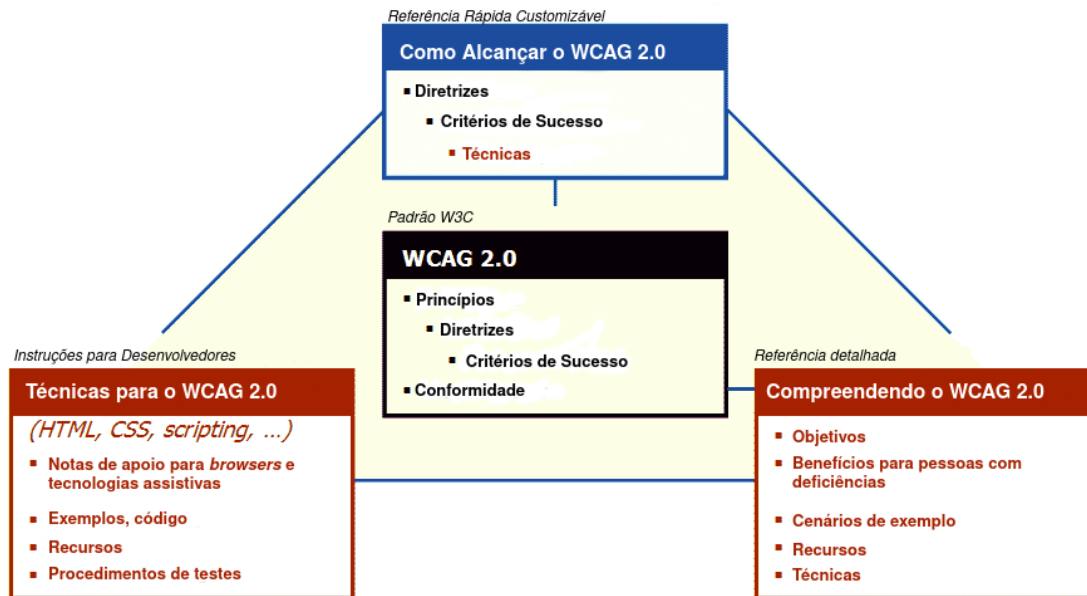 Referência Rápida Customizável
Como Alcançar o WCAG 2.0
▪ Diretrizes
▪ Critérios de Sucesso
▪ Técnicas
Padrão W3C
WCAG 2.0
▪ Princípios
▪ Diretrizes
▪ Critérios de Sucesso
▪ Conformidade
Instruções para Desenvolvedores
Técnicas para o WCAG 2.0
(HTML, CSS, scripting, ...)
▪ Notas de apoio para browsers e
tecnologias assistivas
▪ Exemplos, código
▪ Recursos
▪ Procedimentos de testes
Referência detalhada
Compreendendo o WCAG 2.0
▪ Objetivos
▪ Benefícios para pessoas com
deficiências
▪ Cenários de exemplo
▪ Recursos
▪ Técnicas